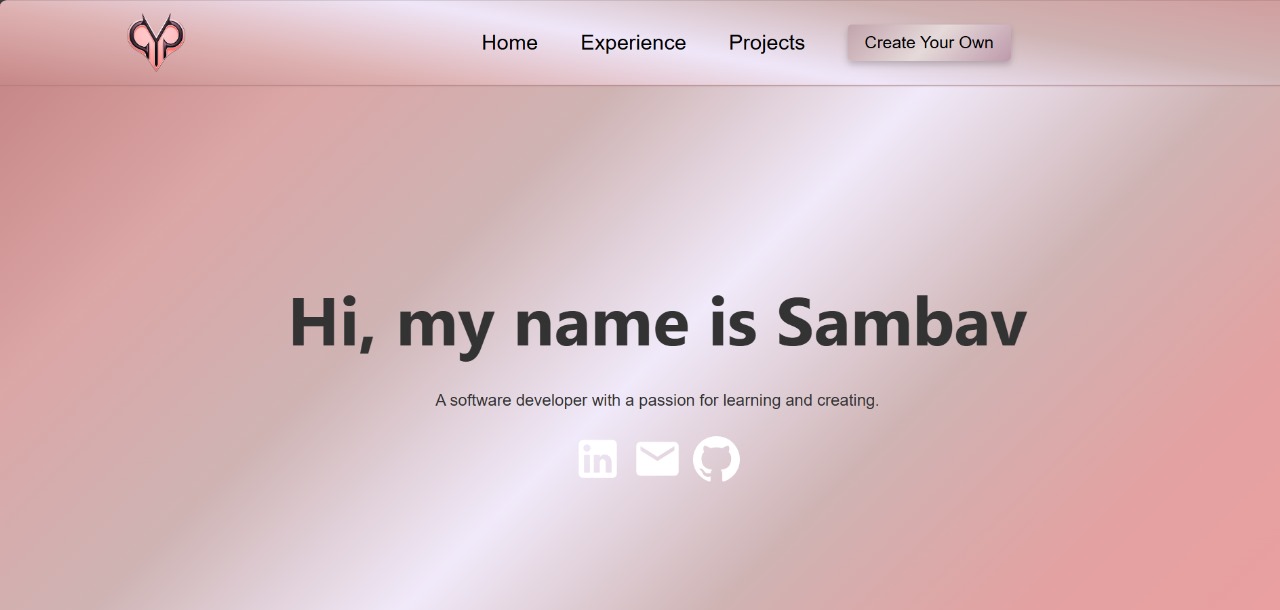 Home Experience Projects Create Your Own
Hi, my name is Sambav
A software developer with a passion for learning and creating.
in